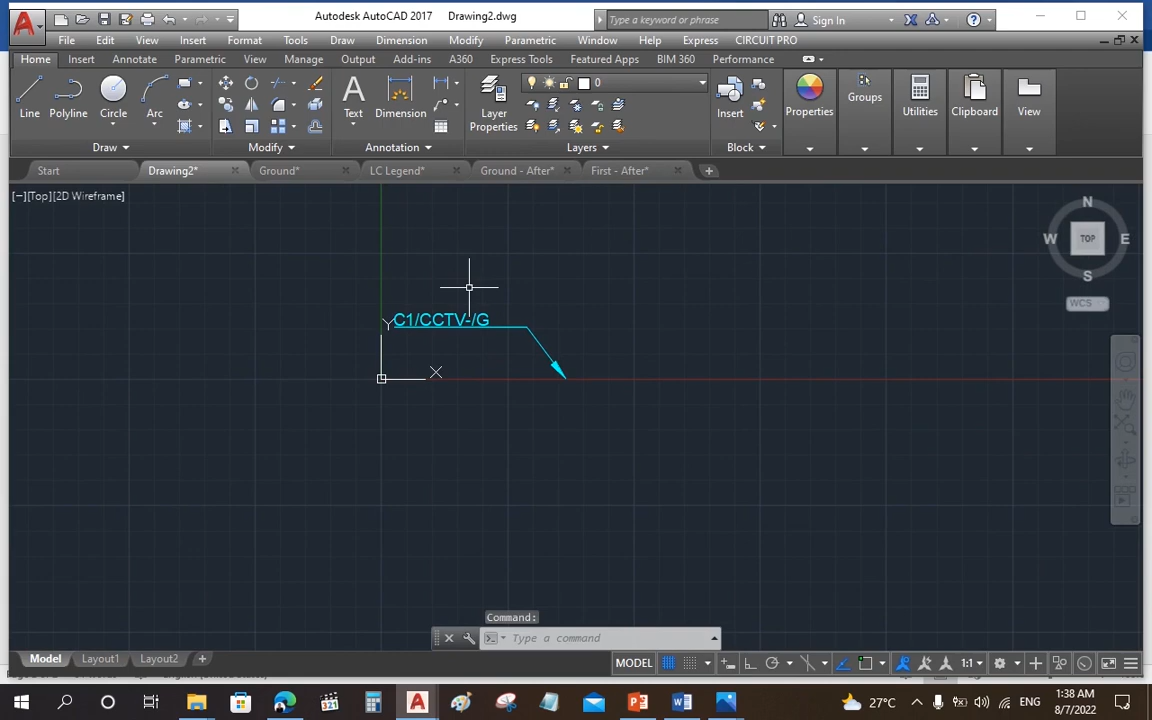 Autodesk AutoCAD 2017 Drawing2.dwg
Type a keyword or phrase
Sign In
File Edit View Insert Format Tools Draw Dimension Modify Parametric Window Help Express CIRCUIT PRO
Home Insert Annotate Parametric View Manage Output Add-ins A360 Express Tools Featured Apps BIM 360 Performance
Line Polyline Circle Arc
Text Dimension
Layer Properties
0
Insert
Properties Groups Utilities Clipboard View
Draw Modify Annotation Layers Block
Start Drawing2* Ground* LC Legend* Ground - After* First - After*
[−][Top][2D Wireframe]
N
W TOP E
S
WCS
Y C1/CCTV-/G
X
Command:
Type a command
Model Layout1 Layout2
MODEL 1:1
321
27°C ENG 1:38 AM
8/7/2022